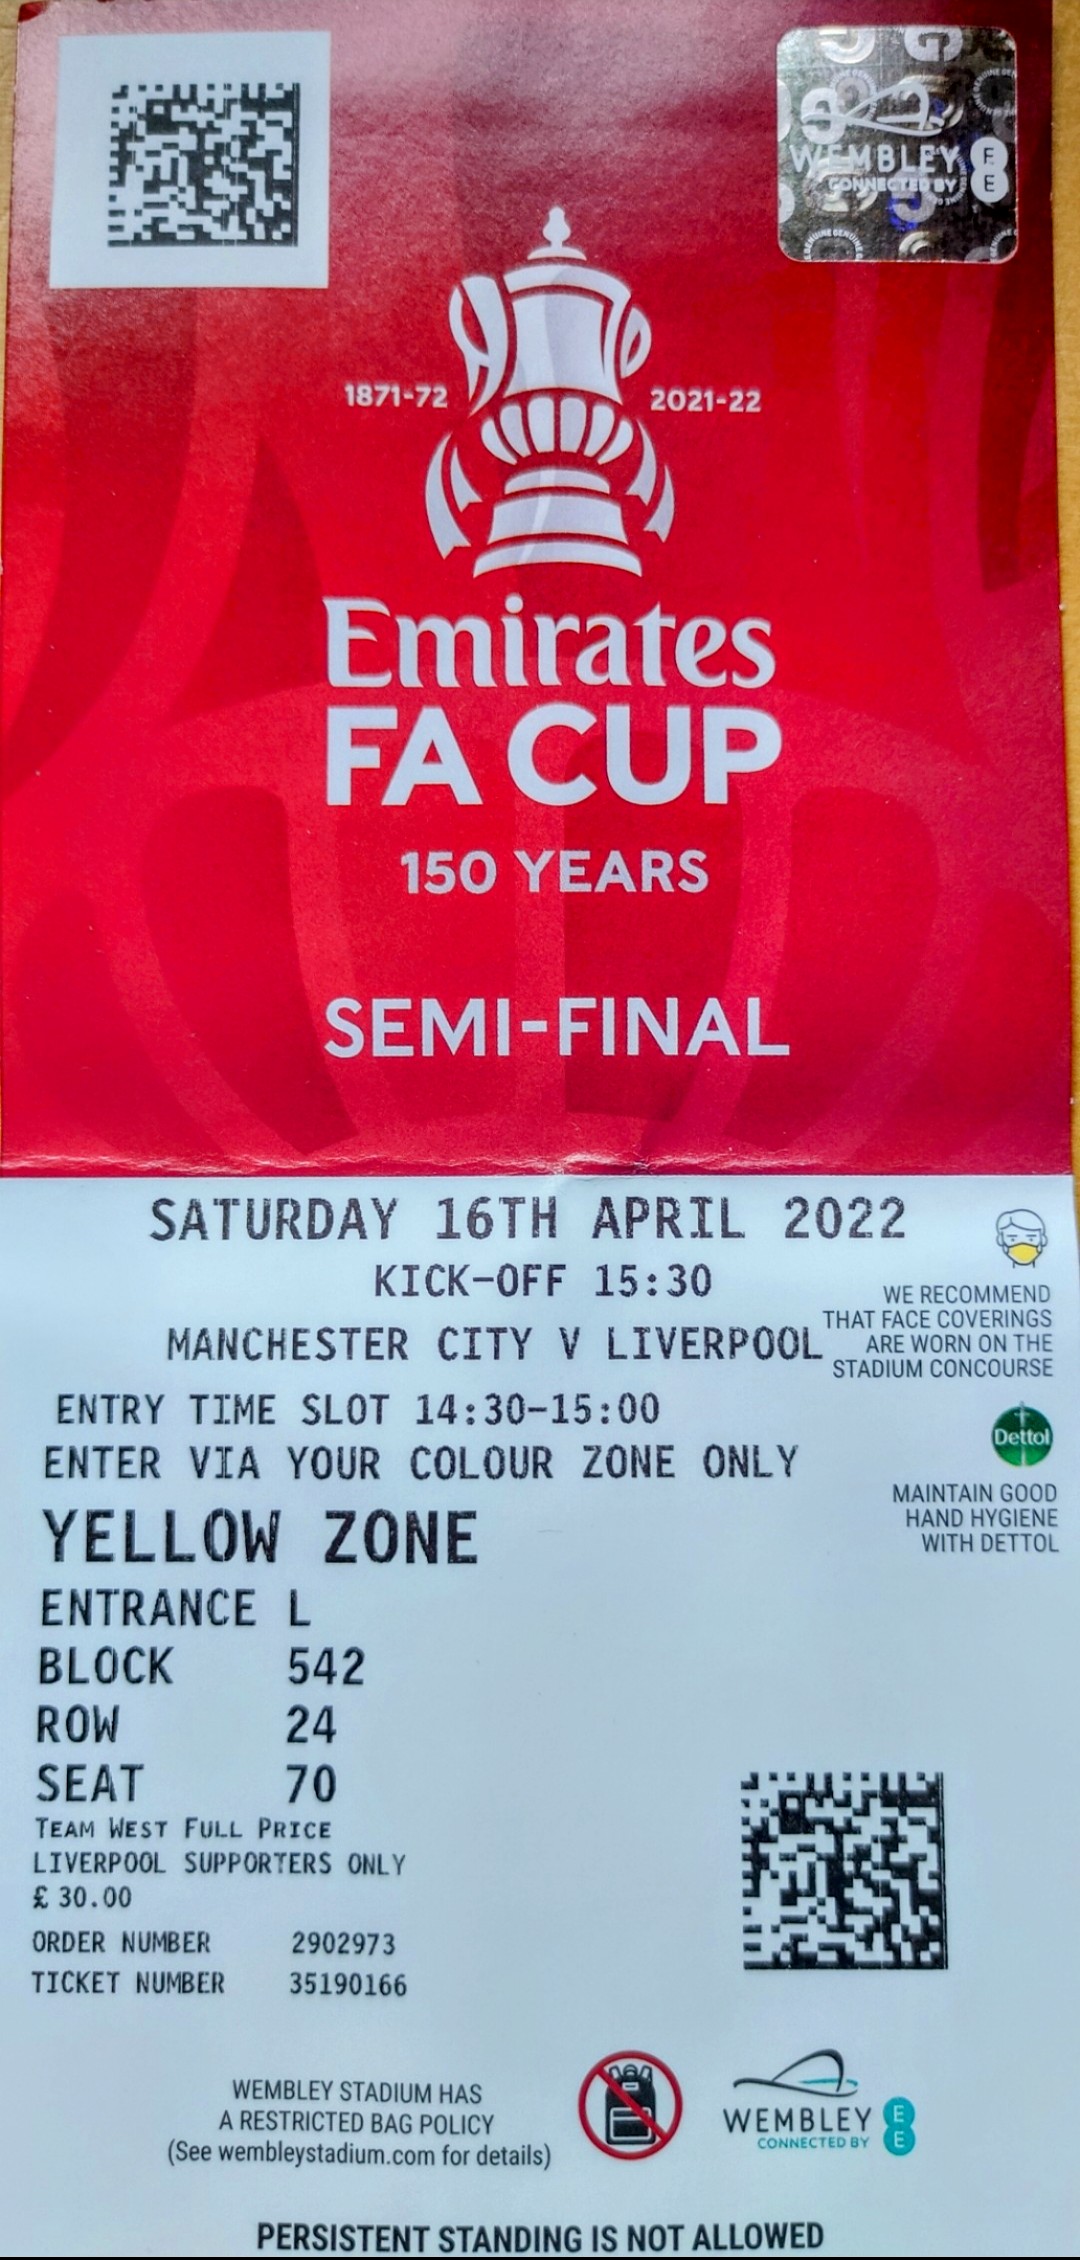 WEMBLEY EE
CONNECTED BY
1871-72 2021-22
Emirates
FA CUP
150 YEARS
SEMI-FINAL
SATURDAY 16TH APRIL 2022
KICK-OFF 15:30
MANCHESTER CITY V LIVERPOOL
WE RECOMMEND
THAT FACE COVERINGS
ARE WORN ON THE
STADIUM CONCOURSE
ENTRY TIME SLOT 14:30-15:00
ENTER VIA YOUR COLOUR ZONE ONLY
Dettol
MAINTAIN GOOD
HAND HYGIENE
WITH DETTOL
YELLOW ZONE
ENTRANCE L
BLOCK 542
ROW 24
SEAT 70
TEAM WEST FULL PRICE
LIVERPOOL SUPPORTERS ONLY
£ 30.00
ORDER NUMBER 2902973
TICKET NUMBER 35190166
WEMBLEY STADIUM HAS
A RESTRICTED BAG POLICY
(See wembleystadium.com for details)
WEMBLEY EE
CONNECTED BY
PERSISTENT STANDING IS NOT ALLOWED